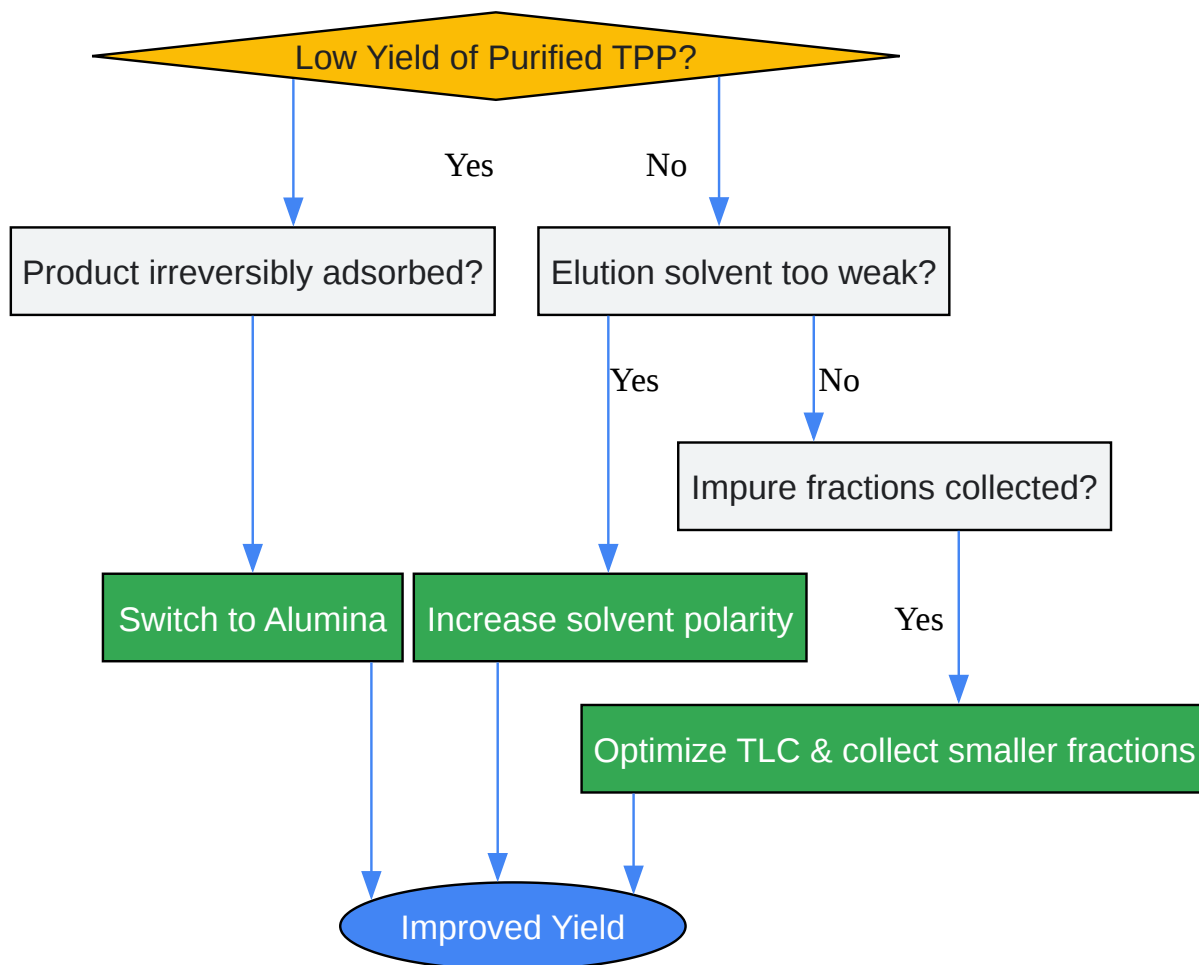 Low Yield of Purified TPP?
Yes
No
Product irreversibly adsorbed?
Elution solvent too weak?
Yes
No
Impure fractions collected?
Switch to Alumina
Increase solvent polarity
Yes
Optimize TLC & collect smaller fractions
Improved Yield